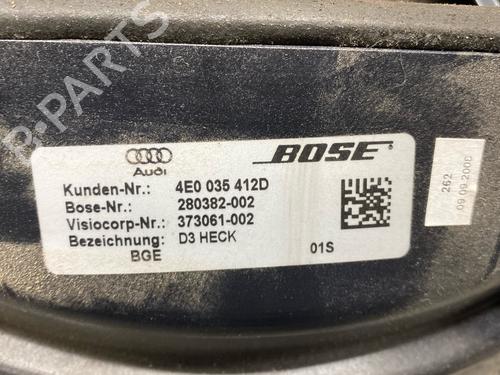 Audi
BOSE
Kunden-Nr.: 4E0 035 412D
Bose-Nr.: 280382-002
Visiocorp-Nr.: 373061-002
Bezeichnung: D3 HECK
BGE 01S
262
09 09 2008
B-PARTS